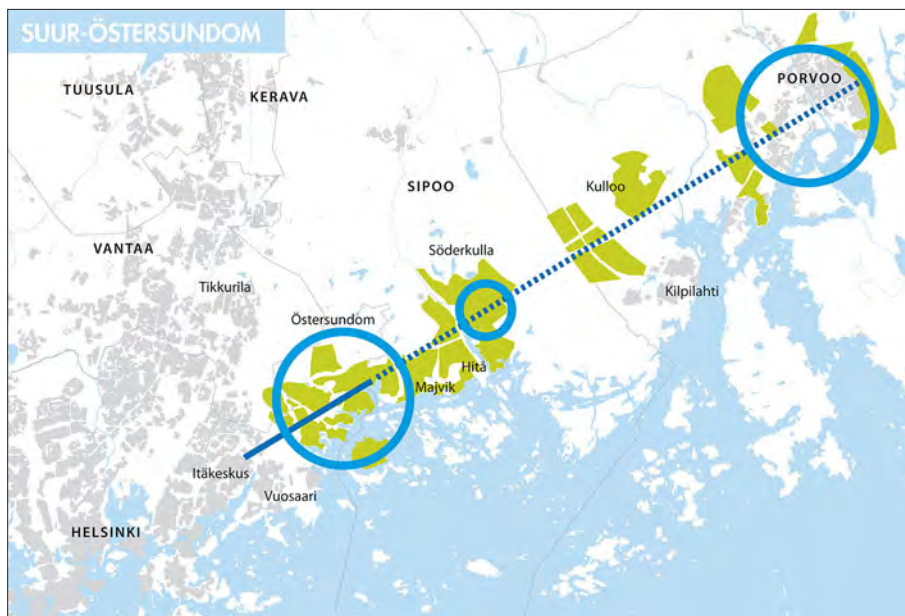 SUUR-ÖSTERSUNDOM
PORVOO
TUUSULA
KERAVA
SIPOO
Kulloo
VANTAA
Söderkulla
Tikkurila
Kilpilahti
Östersundom
Hitå
Majvik
Itäkeskus
Vuosaari
HELSINKI